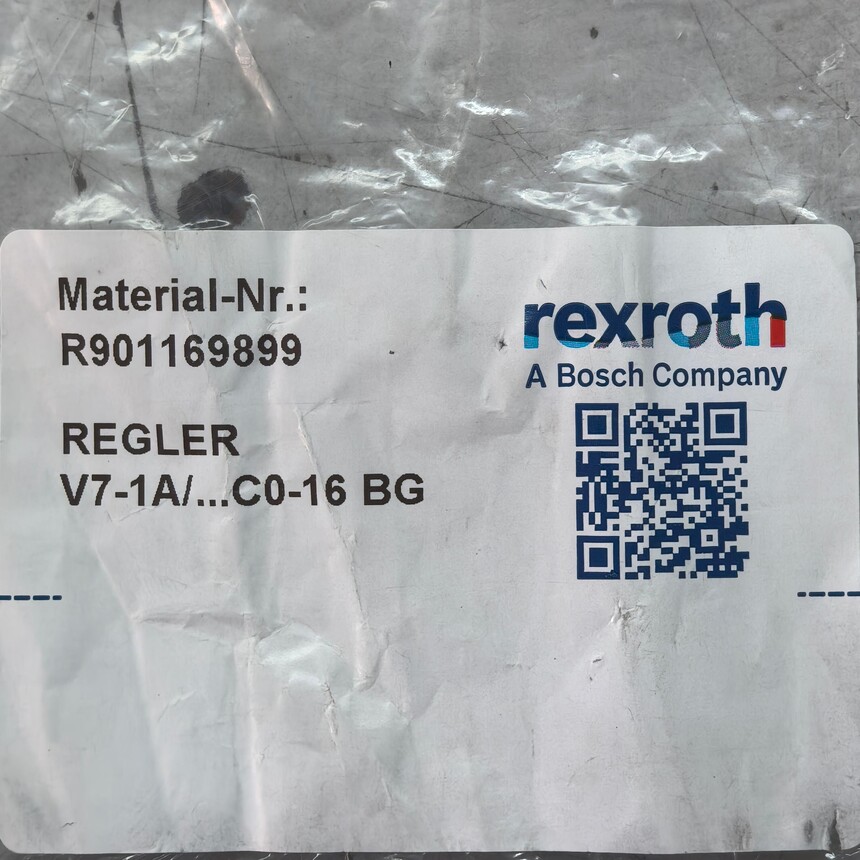 Material-Nr.:
R901169899
REGLER
V7-1A/...C0-16 BG
rexroth
A Bosch Company